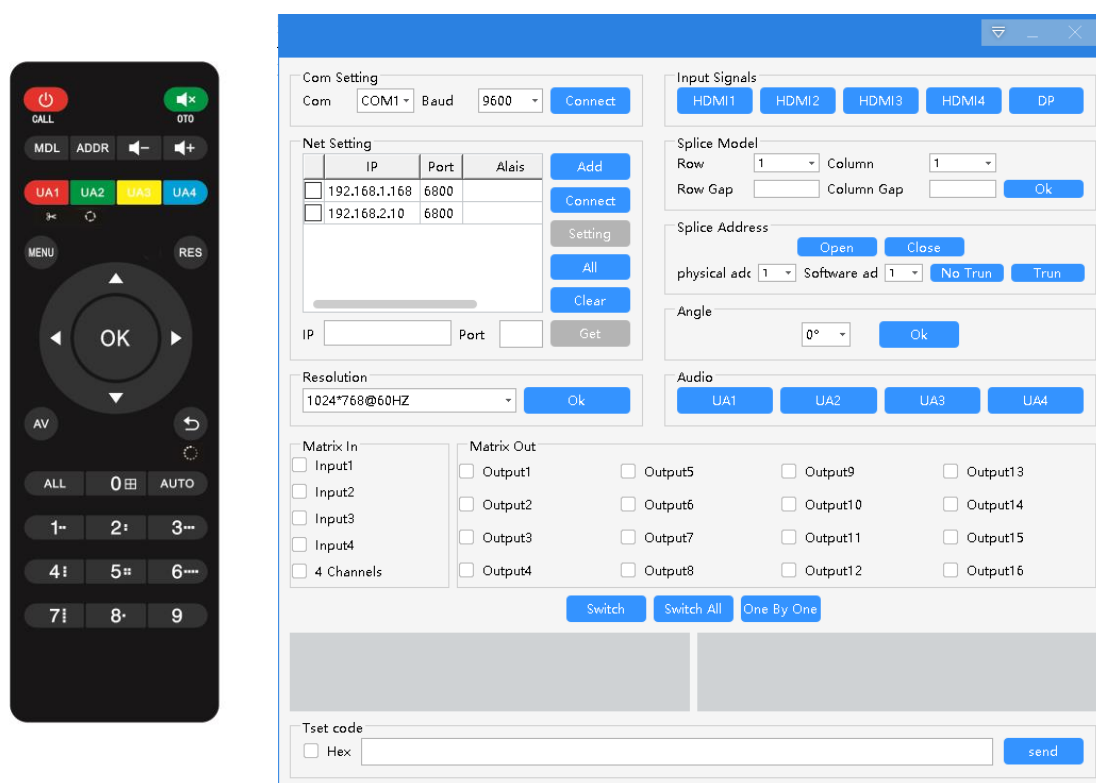 CALL
OTO
MDL ADDR
UA1 UA2 UA3 UA4
MENU RES
OK
AV
ALL 0 AUTO
1 2 3
4 5 6
7 8 9
Com Setting
Com COM1 Baud 9600 Connect
Net Setting
IP Port Alais
192.168.1.168 6800
192.168.2.10 6800
Add
Connect
Setting
All
Clear
IP Port Get
Resolution
1024*768@60HZ Ok
Input Signals
HDMI1 HDMI2 HDMI3 HDMI4 DP
Splice Model
Row 1 Column 1
Row Gap Column Gap Ok
Splice Address
Open Close
physical adc 1 Software ad 1 No Trun Trun
Angle
0° Ok
Audio
UA1 UA2 UA3 UA4
Matrix In
Input1
Input2
Input3
Input4
4 Channels
Matrix Out
Output1 Output5 Output9 Output13
Output2 Output6 Output10 Output14
Output3 Output7 Output11 Output15
Output4 Output8 Output12 Output16
Switch Switch All One By One
Tset code
Hex send